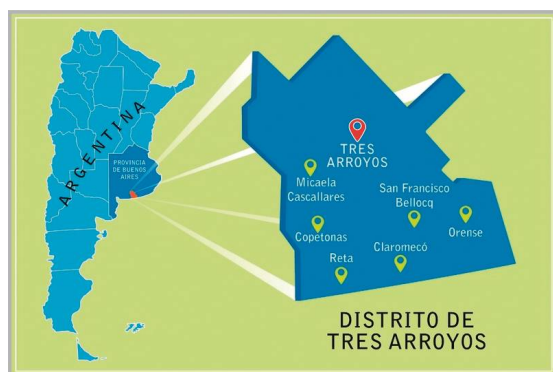 ARGENTINA
PROVINCIA
DE BUENOS
AIRES
TRES
ARROYOS
Micaela
Cascallares
San Francisco
Bellocq
Copetonas
Orense
Claromecó
Reta
DISTRITO DE
TRES ARROYOS